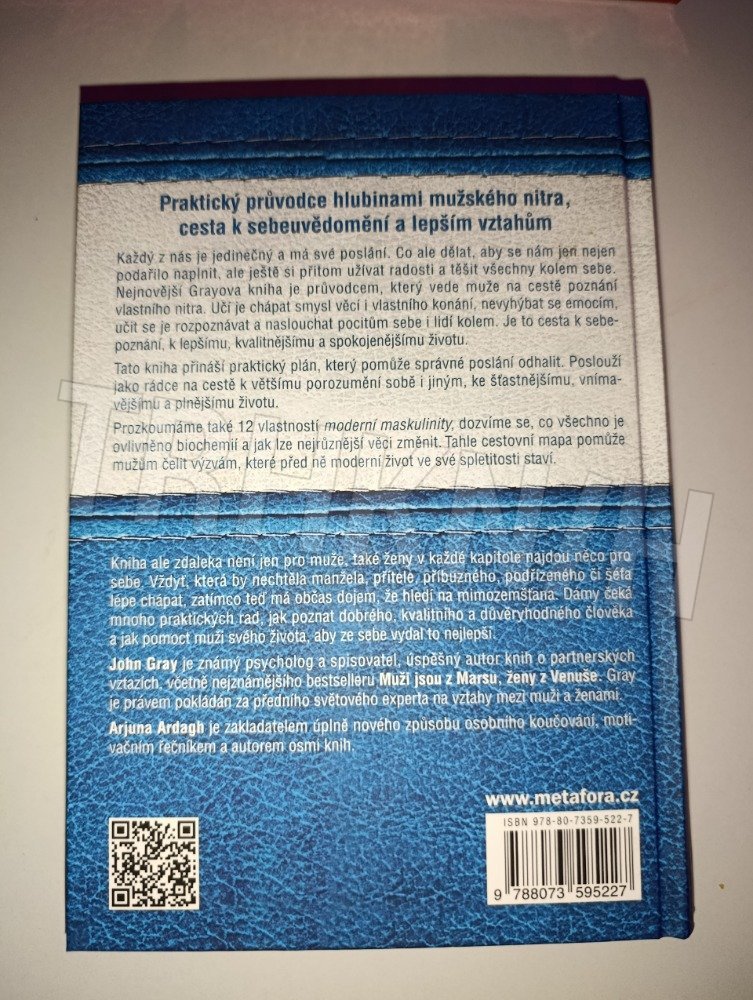 Praktický průvodce hlubinami mužského nitra,
cesta k sebeuvědomění a lepším vztahům
Každý z nás je jedinečný a má své poslání. Co ale dělat, aby se nám jen nejen
podařilo naplnit, ale ještě si přitom užívat radosti a těšit všechny kolem sebe.
Nejnovější Grayova kniha je průvodcem, který vede muže na cestě poznání
vlastního nitra. Učí je chápat smysl věcí i vlastního konání, nevyhýbat se emocím,
učit se je rozpoznávat a naslouchat pocitům sebe i lidí kolem. Je to cesta k sebe-
poznání, k lepšímu, kvalitnějšímu a spokojenějšímu životu.
Tato kniha přináší praktický plán, který pomůže správné poslání odhalit. Poslouží
jako rádce na cestě k většímu porozumění sobě i jiným, ke šťastnějšímu, vníma-
vějšímu a plnějšímu životu.
Prozkoumáme také 12 vlastností moderní maskulinity, dozvíme se, co všechno je
ovlivněno biochemií a jak lze nejrůznější věci změnit. Tahle cestovní mapa pomůže
mužům čelit výzvám, které před ně moderní život ve své spletitosti staví.
Kniha ale zdaleka není jen pro muže, také ženy v každé kapitole najdou něco pro
sebe. Vždyť, která by nechtěla manžela, přítele, příbuzného, podřízeného či šéfa
lépe chápat, zatímco teď má občas dojem, že hledí na mimozemšťana. Dámy čeká
mnoho praktických rad, jak poznat dobrého, kvalitního a důvěryhodného člověka
a jak pomoct muži svého života, aby ze sebe vydal to nejlepší.
John Gray je známý psycholog a spisovatel, úspěšný autor knih o partnerských
vztazích, včetně nejznámějšího bestselleru Muži jsou z Marsu, ženy z Venuše. Gray
je právem pokládán za předního světového experta na vztahy mezi muži a ženami.
Arjuna Ardagh je zakladatelem úplně nového způsobu osobního koučování, moti-
vačním řečníkem a autorem osmi knih.
www.metafora.cz
ISBN 978-80-7359-522-7
9 788073 595227